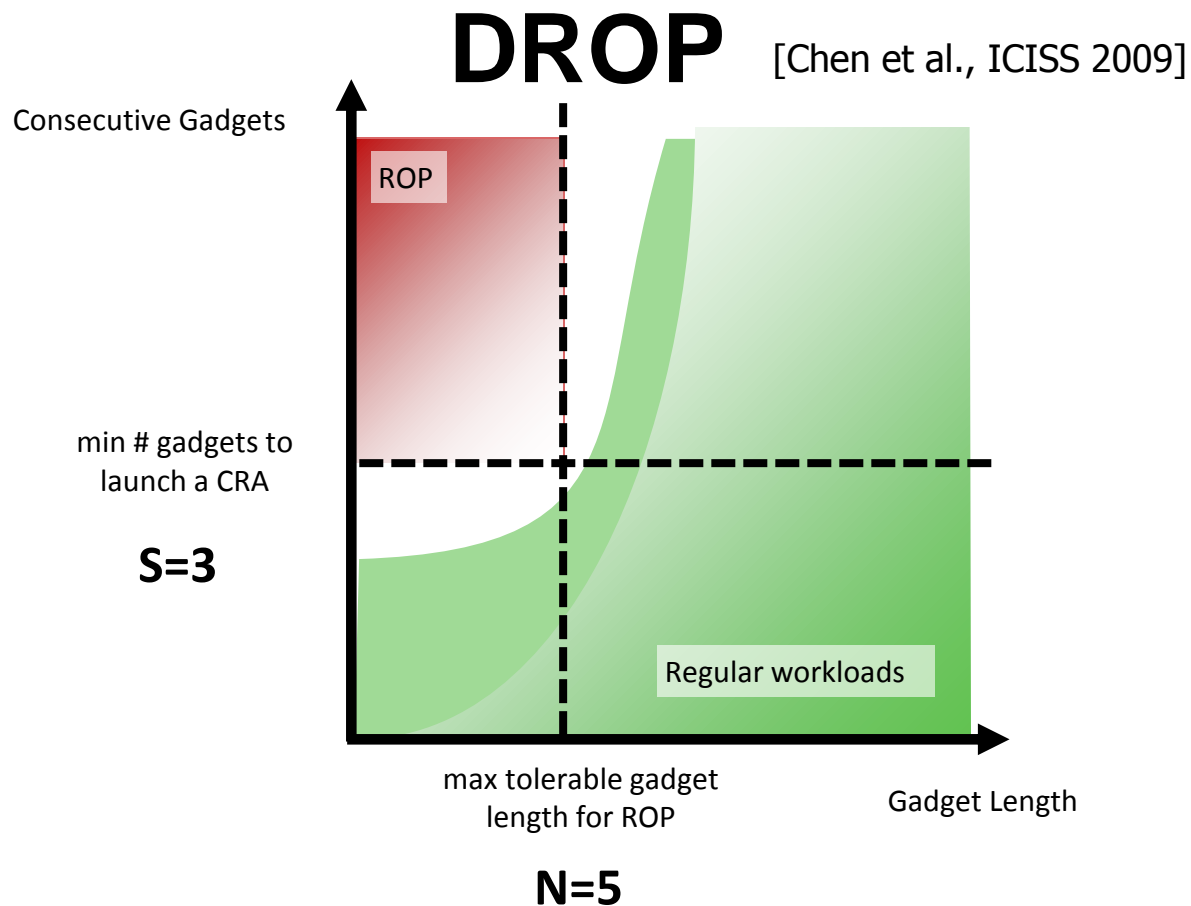 DROP
[Chen et al., ICISS 2009]
Consecutive Gadgets
ROP
min # gadgets to
launch a CRA
S=3
Regular workloads
max tolerable gadget
length for ROP
Gadget Length
N=5